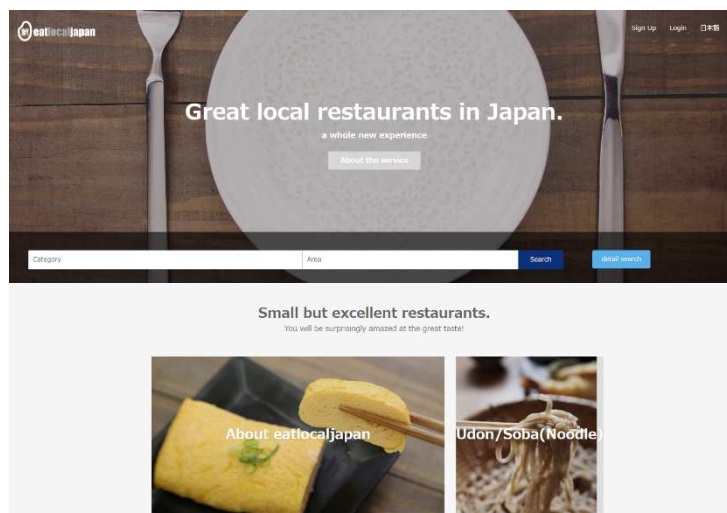 eatlocaljapan
Sign Up Login 日本語
Great local restaurants in Japan.
a whole new experience
About the service
Category
Area
Search
detail search
Small but excellent restaurants.
You will be surprisingly amazed at the great taste!
About eatlocaljapan
Udon/Soba(Noodle)